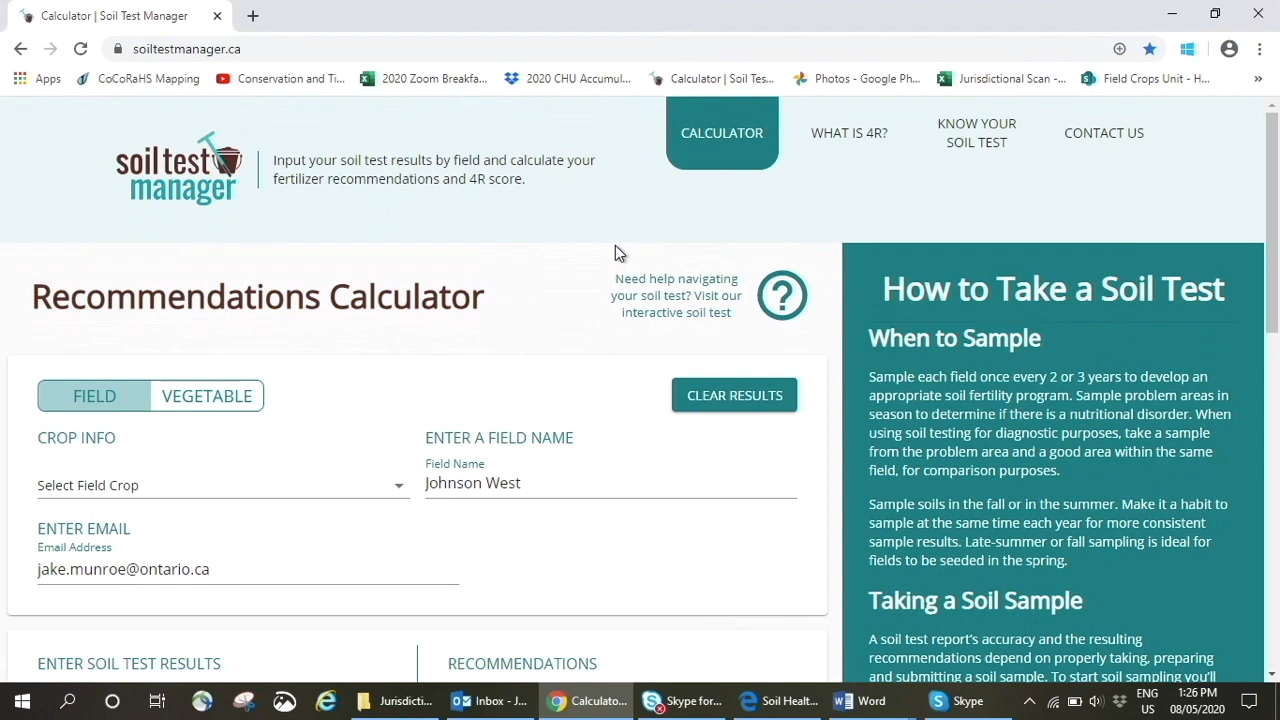 Calculator | Soil Test Manager
soiltestmanager.ca
Apps
CoCoRaHS Mapping
Conservation and Ti...
2020 Zoom Breakfa...
2020 CHU Accumul...
Calculator | Soil Tes...
Photos - Google Ph...
Jurisdictional Scan -...
Field Crops Unit - H...
»
soil test
manager
Input your soil test results by field and calculate your
fertilizer recommendations and 4R score.
CALCULATOR
WHAT IS 4R?
KNOW YOUR
SOIL TEST
CONTACT US
Recommendations Calculator
Need help navigating
your soil test? Visit our
interactive soil test
?
FIELD
VEGETABLE
CLEAR RESULTS
CROP INFO
Select Field Crop
ENTER A FIELD NAME
Field Name
Johnson West
ENTER EMAIL
Email Address
jake.munroe@ontario.ca
ENTER SOIL TEST RESULTS
RECOMMENDATIONS
How to Take a Soil Test
When to Sample
Sample each field once every 2 or 3 years to develop an
appropriate soil fertility program. Sample problem areas in
season to determine if there is a nutritional disorder. When
using soil testing for diagnostic purposes, take a sample
from the problem area and a good area within the same
field, for comparison purposes.
Sample soils in the fall or in the summer. Make it a habit to
sample at the same time each year for more consistent
sample results. Late-summer or fall sampling is ideal for
fields to be seeded in the spring.
Taking a Soil Sample
A soil test report's accuracy and the resulting
recommendations depend on properly taking, preparing
and submitting a soil sample. To start soil sampling you'll
Jurisdicti...
Inbox - J...
Calculato...
Skype for...
Soil Healt...
Word
Skype
ENG
US
1:26 PM
08/05/2020